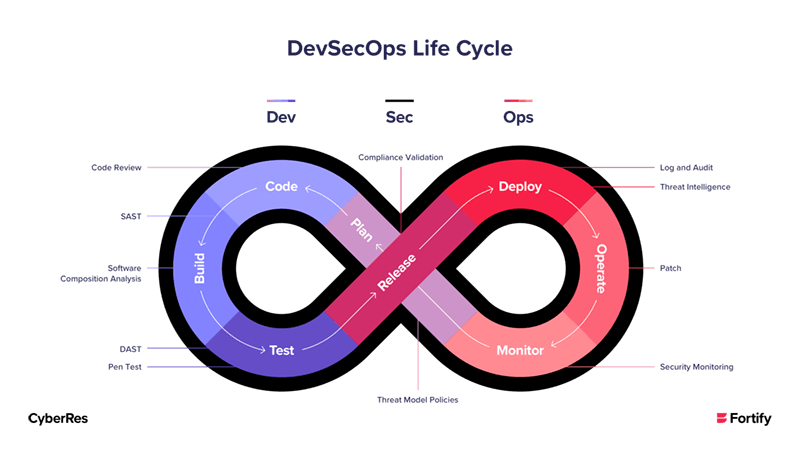 DevSecOps Life Cycle
Dev
Sec
Ops
Compliance Validation
Code Review
Log and Audit
Code
Deploy
Threat Intelligence
SAST
Plan
Release
Build
Operate
Software
Composition Analysis
Patch
Test
Monitor
DAST
Pen Test
Security Monitoring
Threat Model Policies
CyberRes
Fortify